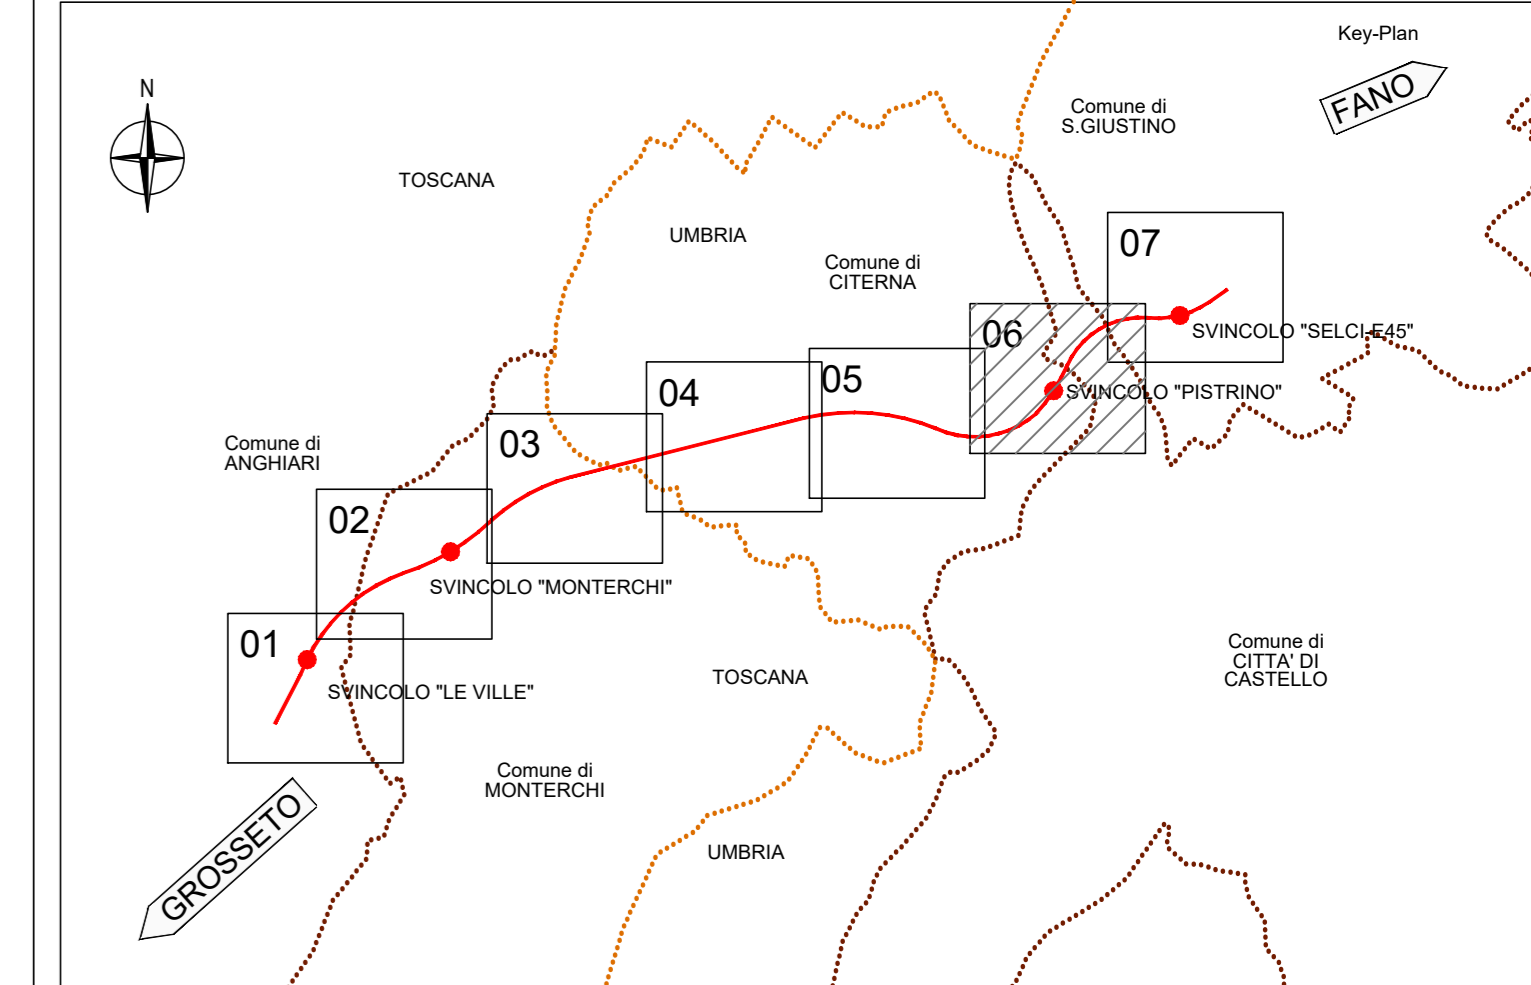 Key-Plan
N
FANO
Comune di
S.GIUSTINO
TOSCANA
UMBRIA
Comune di
CITERNA
07
06
SVINCOLO "SELCI-E45"
05
SVINCOLO "PISTRINO"
04
03
Comune di
ANGHIARI
02
SVINCOLO "MONTERCHI"
01
SVINCOLO "LE VILLE"
TOSCANA
Comune di
CITTA' DI
CASTELLO
Comune di
MONTERCHI
GROSSETO
UMBRIA